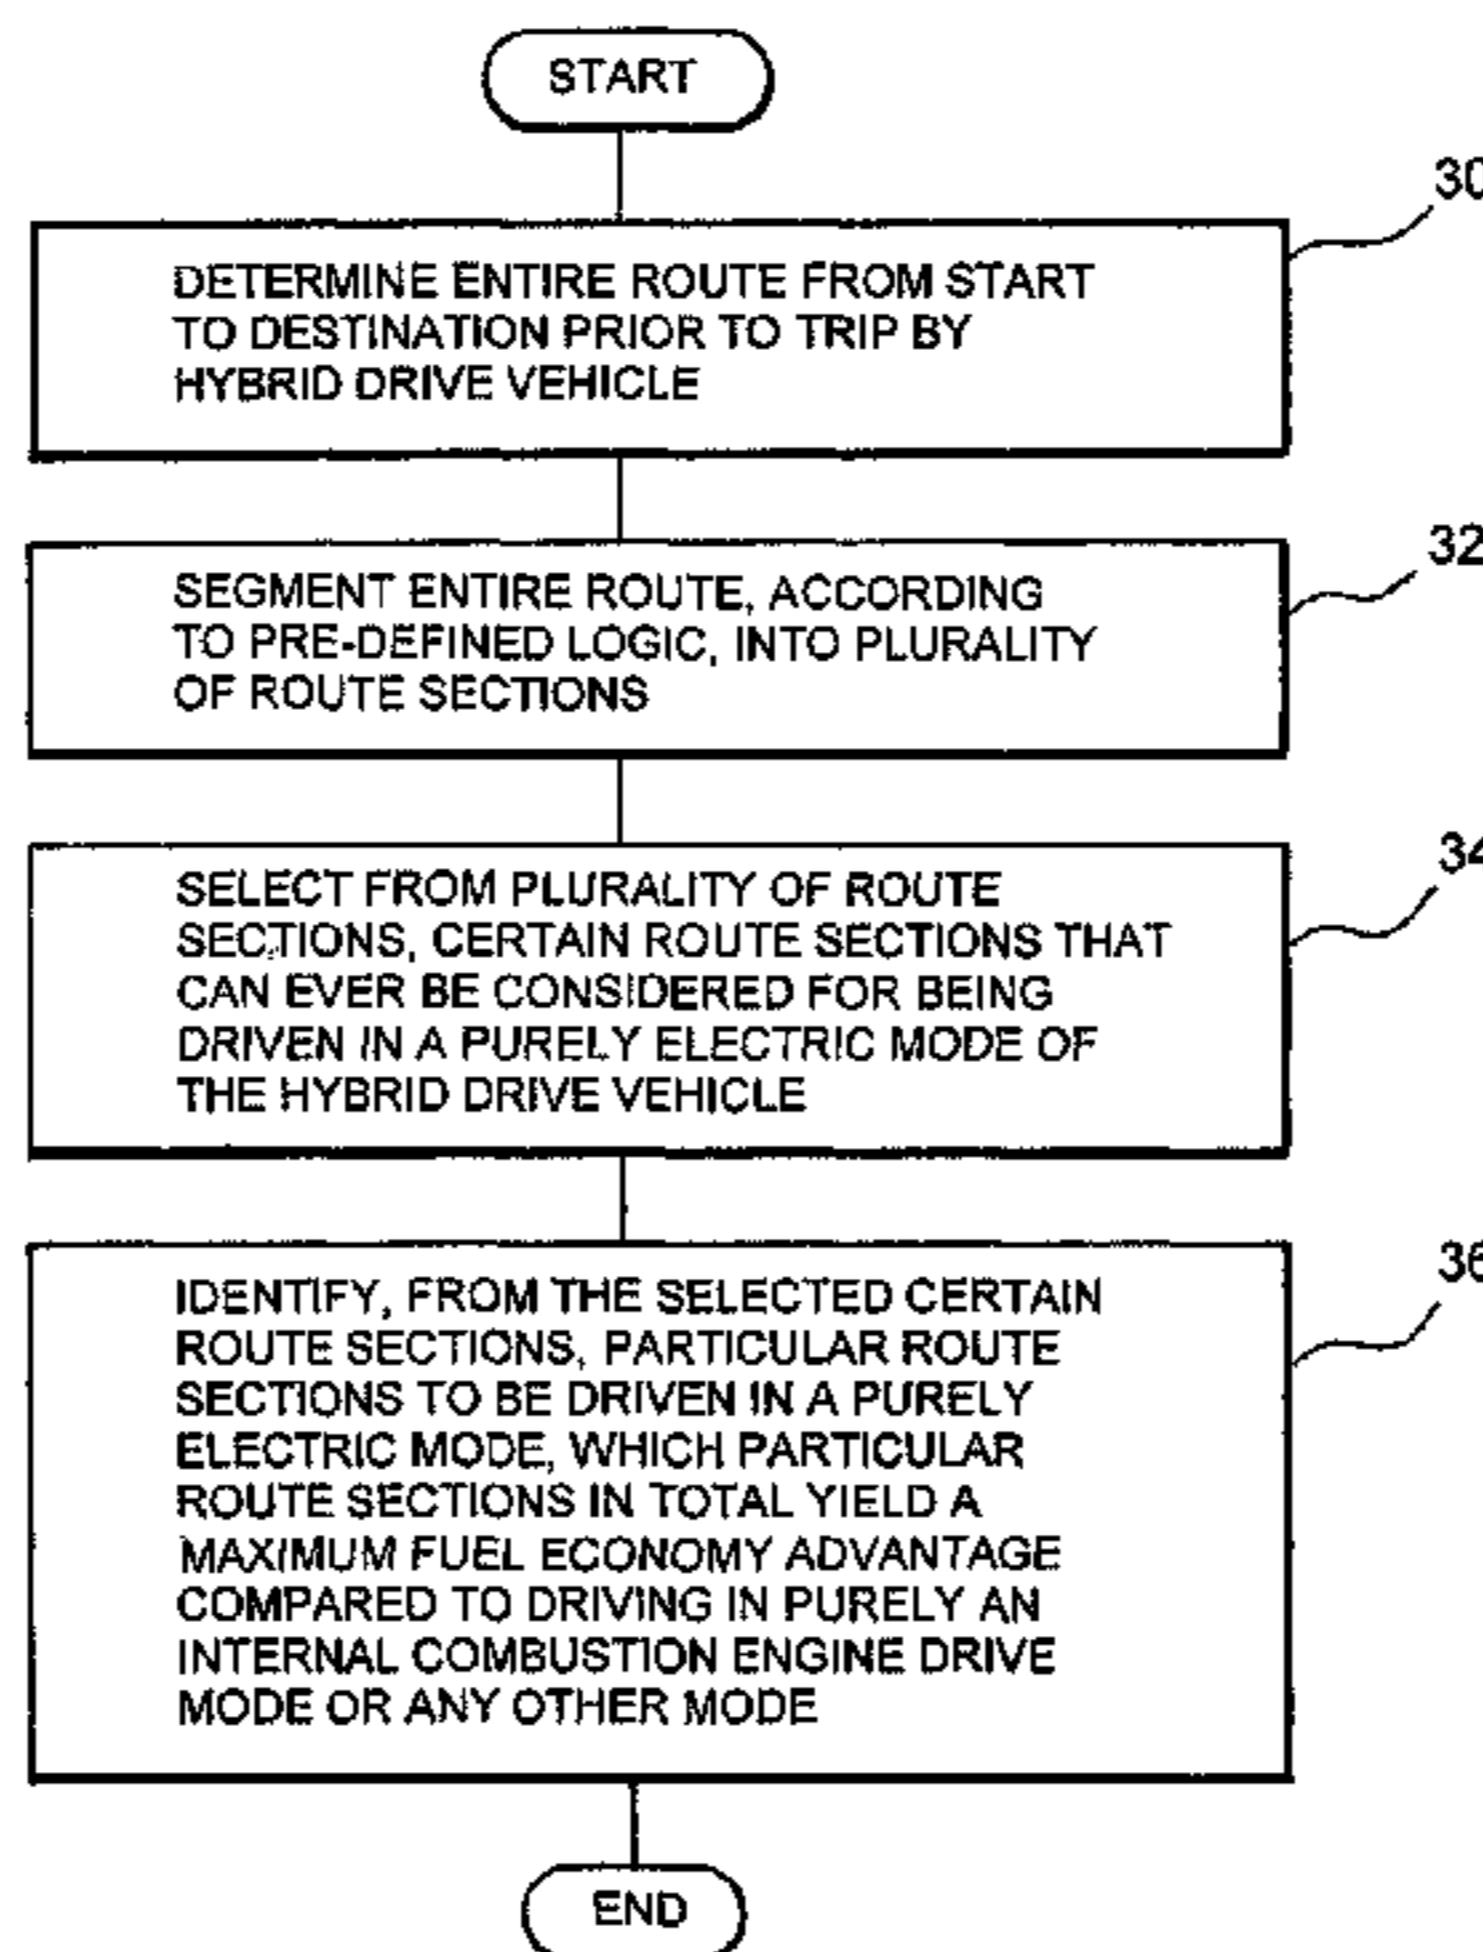 START
30
DETERMINE ENTIRE ROUTE FROM START
TO DESTINATION PRIOR TO TRIP BY
HYBRID DRIVE VEHICLE
32
SEGMENT ENTIRE ROUTE, ACCORDING
TO PRE-DEFINED LOGIC, INTO PLURALITY
OF ROUTE SECTIONS
34
SELECT FROM PLURALITY OF ROUTE
SECTIONS, CERTAIN ROUTE SECTIONS THAT
CAN EVER BE CONSIDERED FOR BEING
DRIVEN IN A PURELY ELECTRIC MODE OF
THE HYBRID DRIVE VEHICLE
36
IDENTIFY, FROM THE SELECTED CERTAIN
ROUTE SECTIONS, PARTICULAR ROUTE
SECTIONS TO BE DRIVEN IN A PURELY
ELECTRIC MODE, WHICH PARTICULAR
ROUTE SECTIONS IN TOTAL YIELD A
MAXIMUM FUEL ECONOMY ADVANTAGE
COMPARED TO DRIVING IN PURELY AN
INTERNAL COMBUSTION ENGINE DRIVE
MODE OR ANY OTHER MODE
END